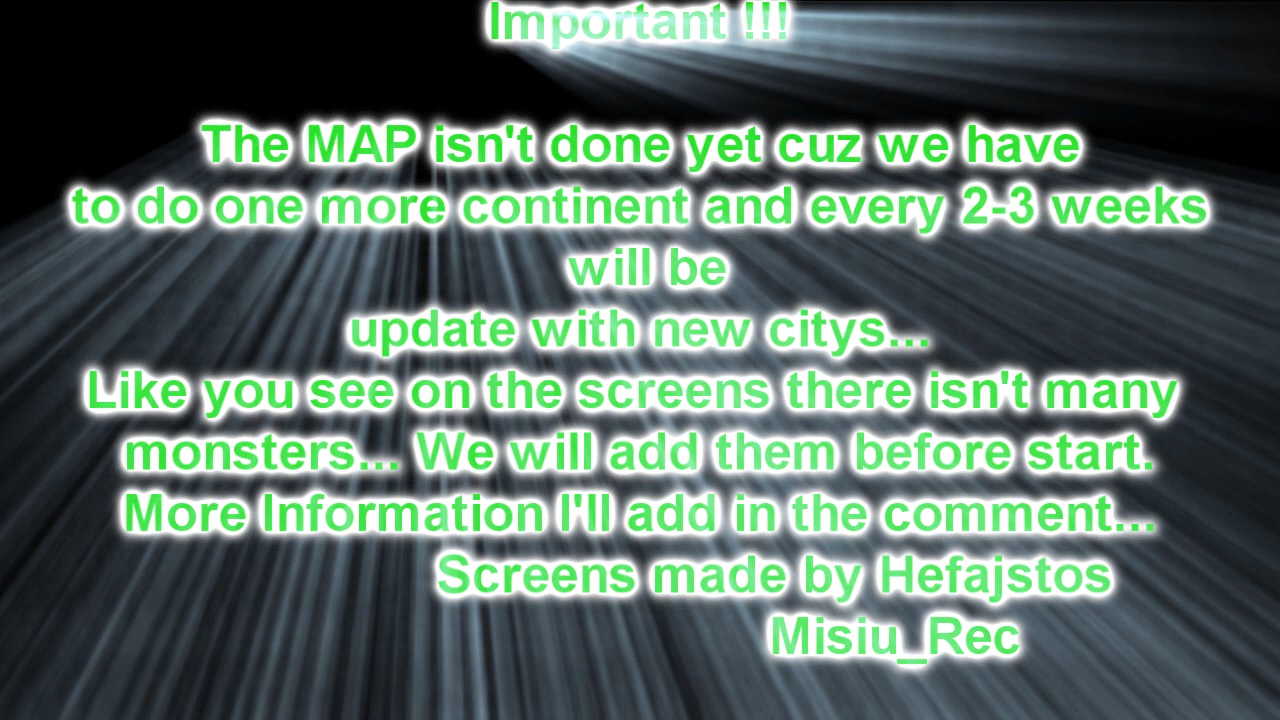 Important !!!
The MAP isn't done yet cuz we have
to do one more continent and every 2-3 weeks
will be
update with new citys...
Like you see on the screens there isn't many
monsters... We will add them before start.
More Information I'll add in the comment...
Screens made by Hefajstos
Misiu_Rec